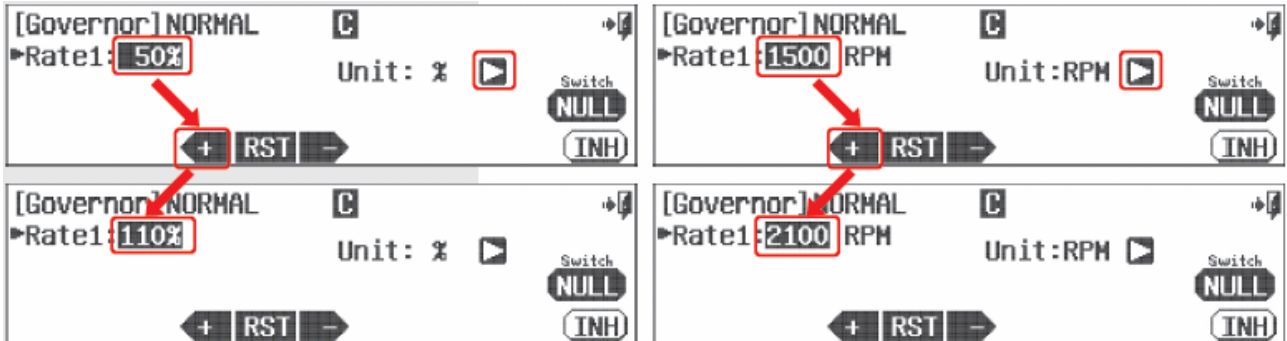 [Governor]NORMAL C
Rate1: 50%
Unit: %
Switch
NULL
+ RST -
INH
[Governor]NORMAL C
Rate1:1500 RPM
Unit:RPM
Switch
NULL
+ RST -
INH
[Governor]NORMAL C
Rate1:110%
Unit: %
Switch
NULL
+ RST -
INH
[Governor]NORMAL C
Rate1:2100 RPM
Unit:RPM
Switch
NULL
+ RST -
INH